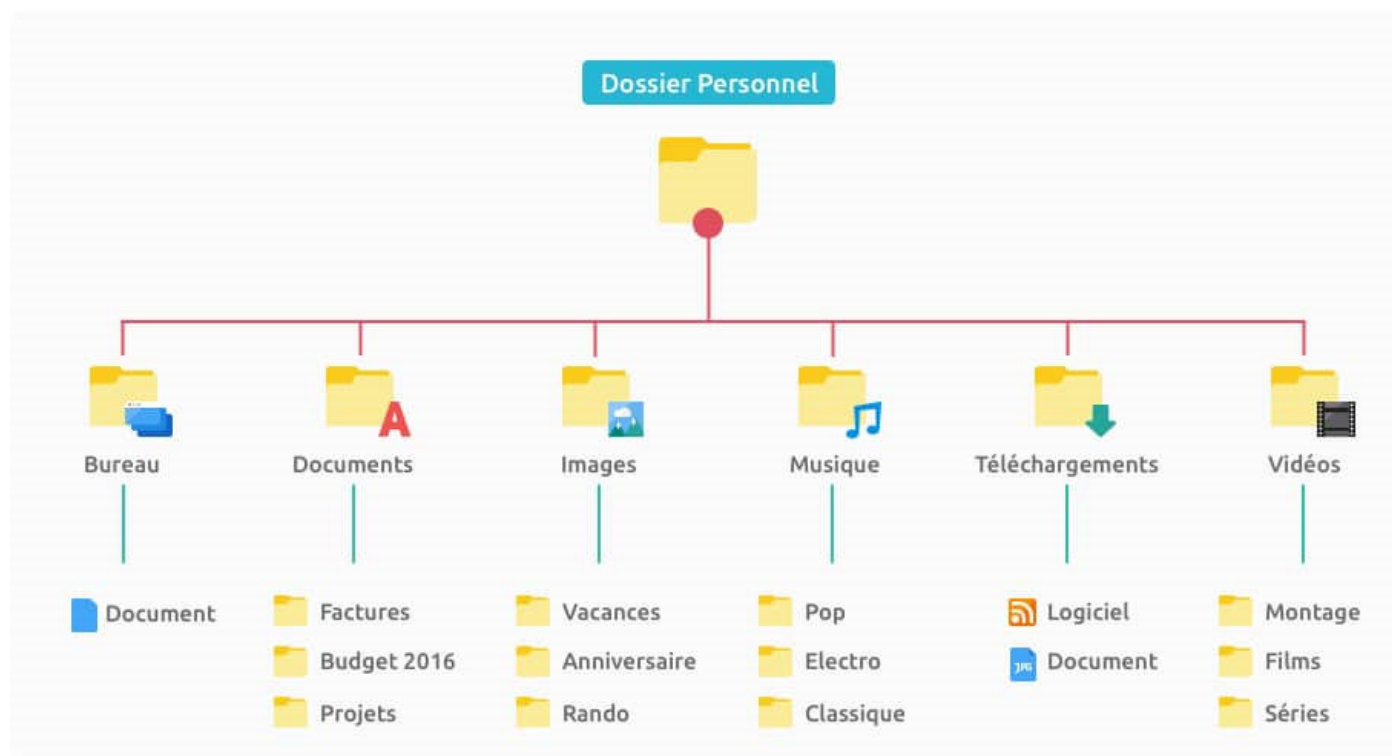 Dossier Personnel
Bureau
Documents
Images
Musique
Téléchargements
Vidéos
Document
Factures
Budget 2016
Projets
Vacances
Anniversaire
Rando
Pop
Electro
Classique
Logiciel
JPG
Document
Montage
Films
Séries